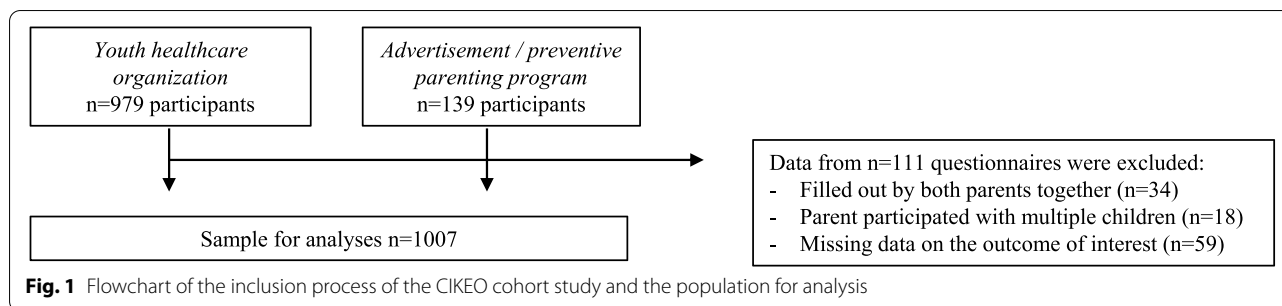 Youth healthcare
organization
n=979 participants
Advertisement / preventive
parenting program
n=139 participants
Data from n=111 questionnaires were excluded:
- Filled out by both parents together (n=34)
- Parent participated with multiple children (n=18)
- Missing data on the outcome of interest (n=59)
Sample for analyses n=1007
Fig. 1 Flowchart of the inclusion process of the CIKEO cohort study and the population for analysis